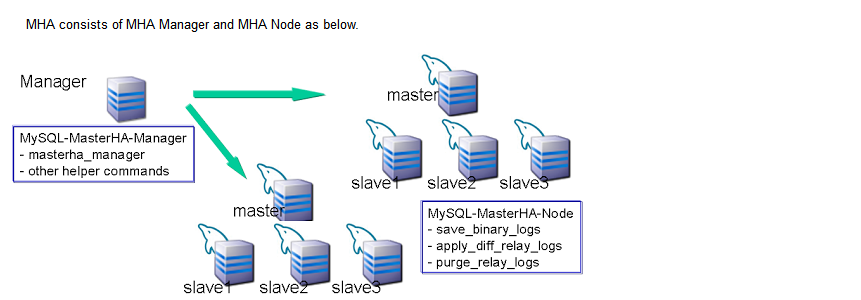 MHA consists of MHA Manager and MHA Node as below.
Manager
MySQL-MasterHA-Manager
- masterha_manager
- other helper commands
master
slave1
slave2
slave3
MySQL-MasterHA-Node
- save_binary_logs
- apply_diff_relay_logs
- purge_relay_logs
master
slave1
slave2
slave3